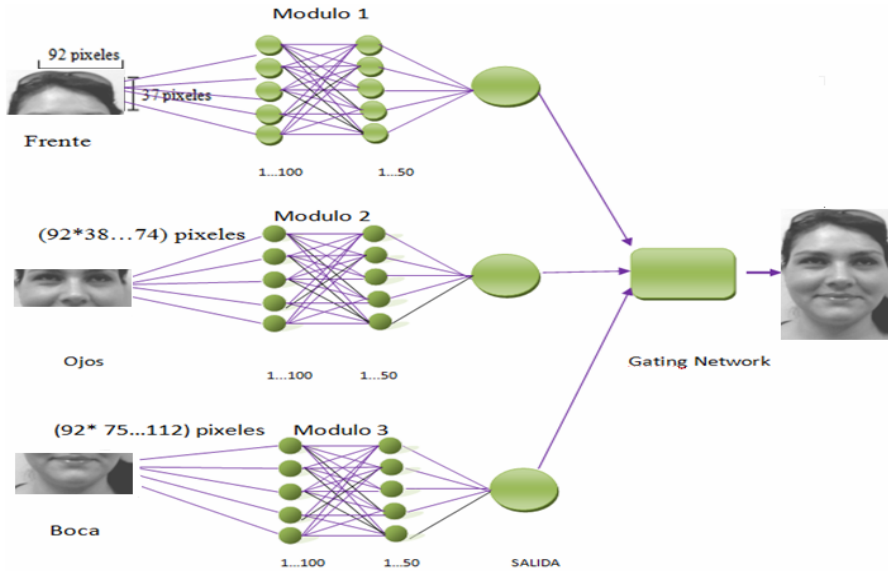 Modulo 1
92 pixeles
37 pixeles
Frente
1...100
1...50
Modulo 2
(92*38...74) pixeles
Ojos
1...100
1...50
Gating Network
(92* 75...112) pixeles
Modulo 3
Boca
1...100
1...50
SALIDA